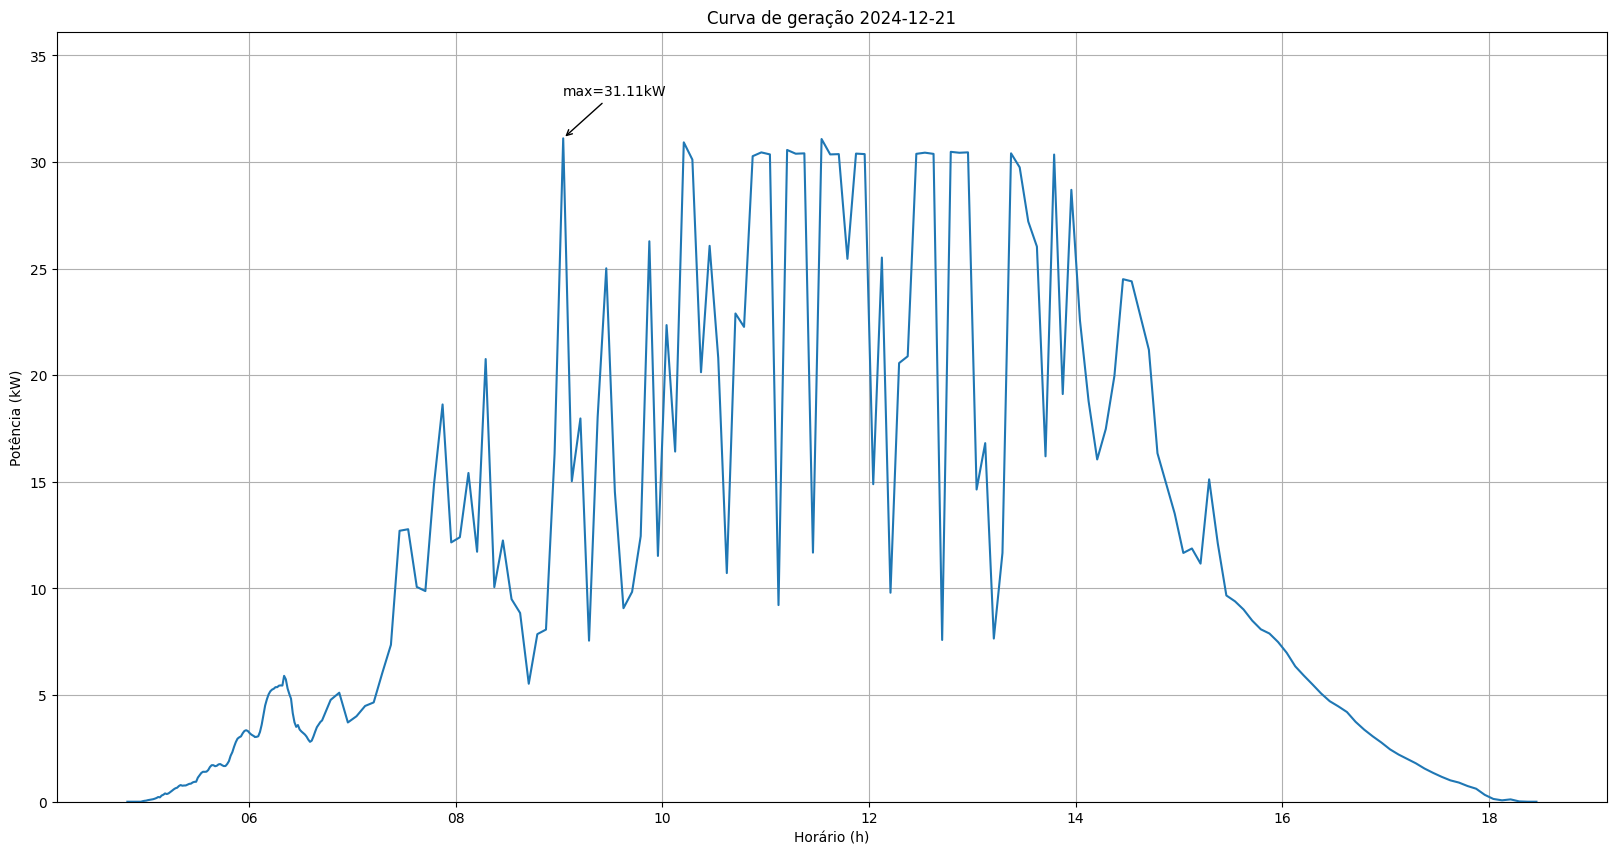 Curva de geração 2024-12-21
max=31.11kW
Potência (kW)
35
30
25
20
15
10
5
0
06 08 10 12 14 16 18
Horário (h)